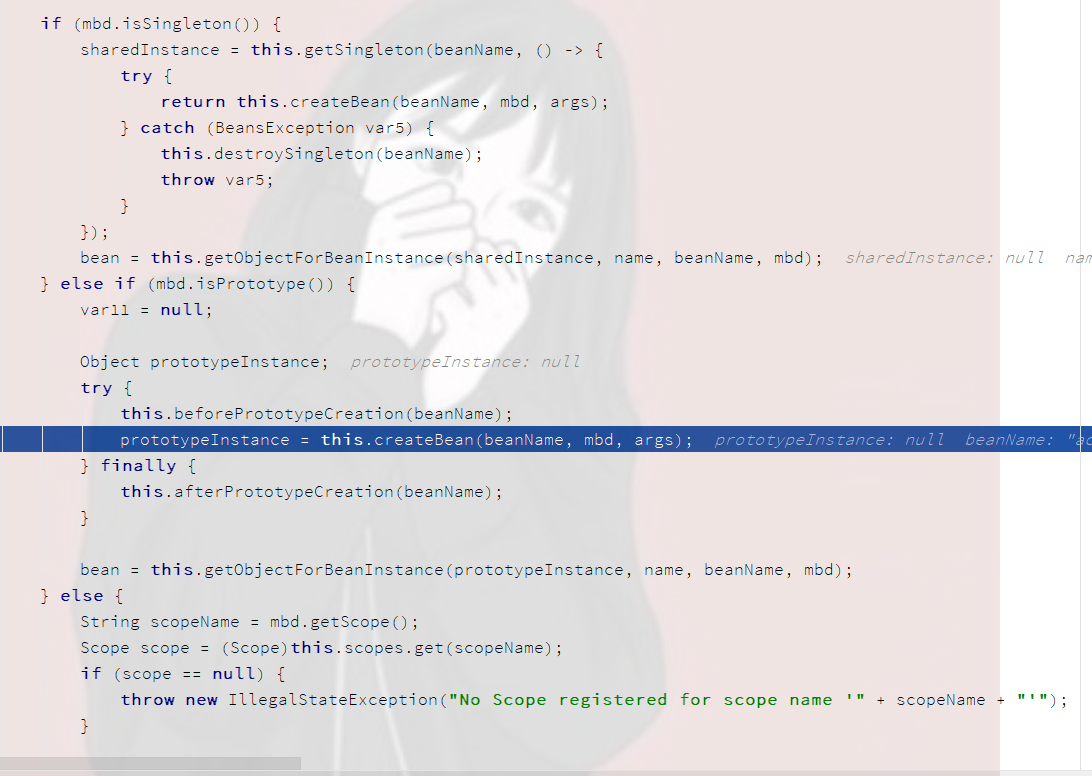 if (mbd.isSingleton()) {
sharedInstance = this.getSingleton(beanName, () -> {
try {
return this.createBean(beanName, mbd, args);
} catch (BeansException var5) {
this.destroySingleton(beanName);
throw var5;
}
});
bean = this.getObjectForBeanInstance(sharedInstance, name, beanName, mbd); sharedInstance: null
} else if (mbd.isPrototype()) {
var11 = null;
Object prototypeInstance; prototypeInstance: null
try {
this.beforePrototypeCreation(beanName);
prototypeInstance = this.createBean(beanName, mbd, args); prototypeInstance: null beanName:
} finally {
this.afterPrototypeCreation(beanName);
}
bean = this.getObjectForBeanInstance(prototypeInstance, name, beanName, mbd);
} else {
String scopeName = mbd.getScope();
Scope scope = (Scope)this.scopes.get(scopeName);
if (scope == null) {
throw new IllegalStateException("No Scope registered for scope name '" + scopeName + "'");
}